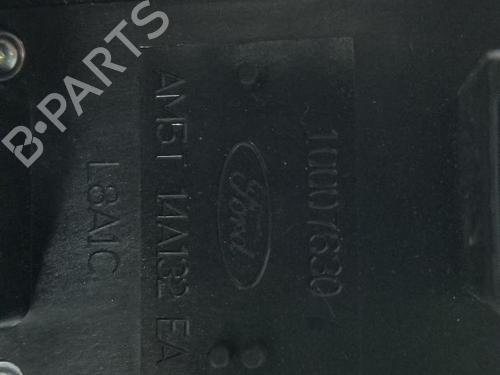 B-PARTS
10007630
Ford
AM51 14A132 EA
L8A1C